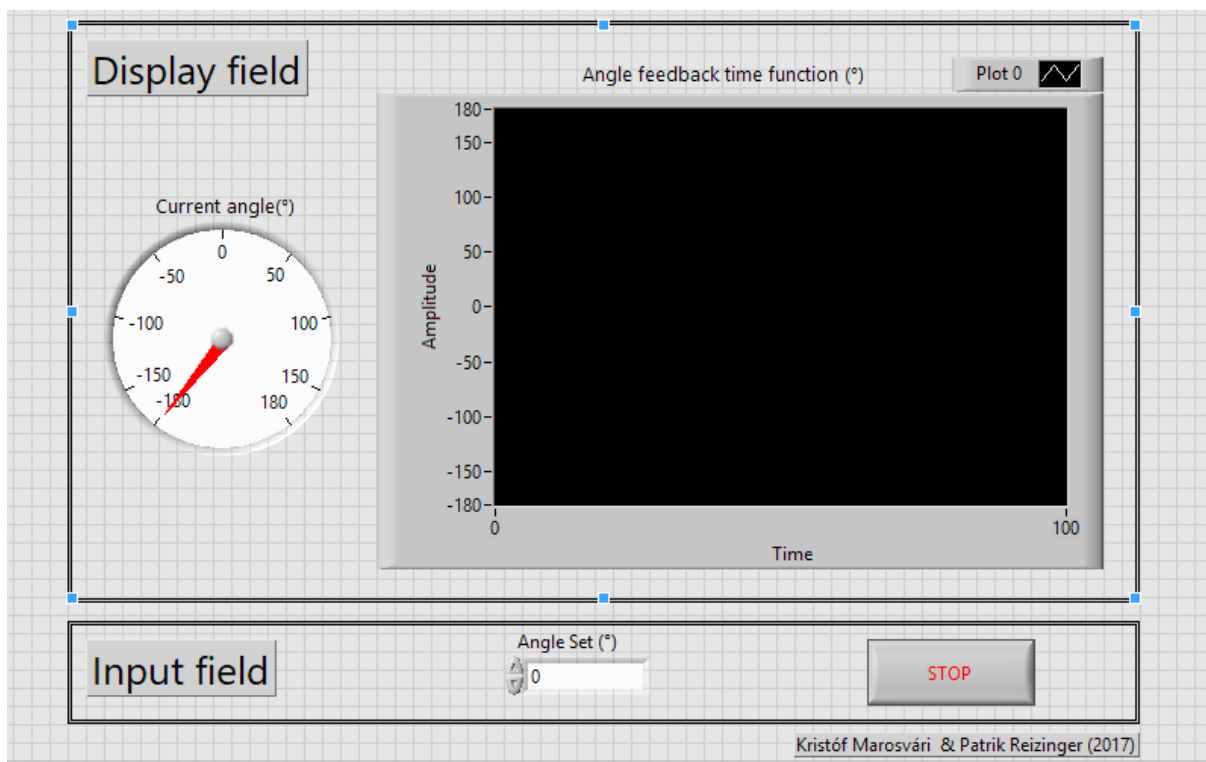 Display field
Angle feedback time function (°)
Plot 0
Current angle(°)
0
-50
50
-100
100
-150
150
-180
180
180
150
100
50
0
-50
-100
-150
-180
Amplitude
0
100
Time
Input field
Angle Set (°)
0
STOP
Kristóf Marosvári & Patrik Reizinger (2017)